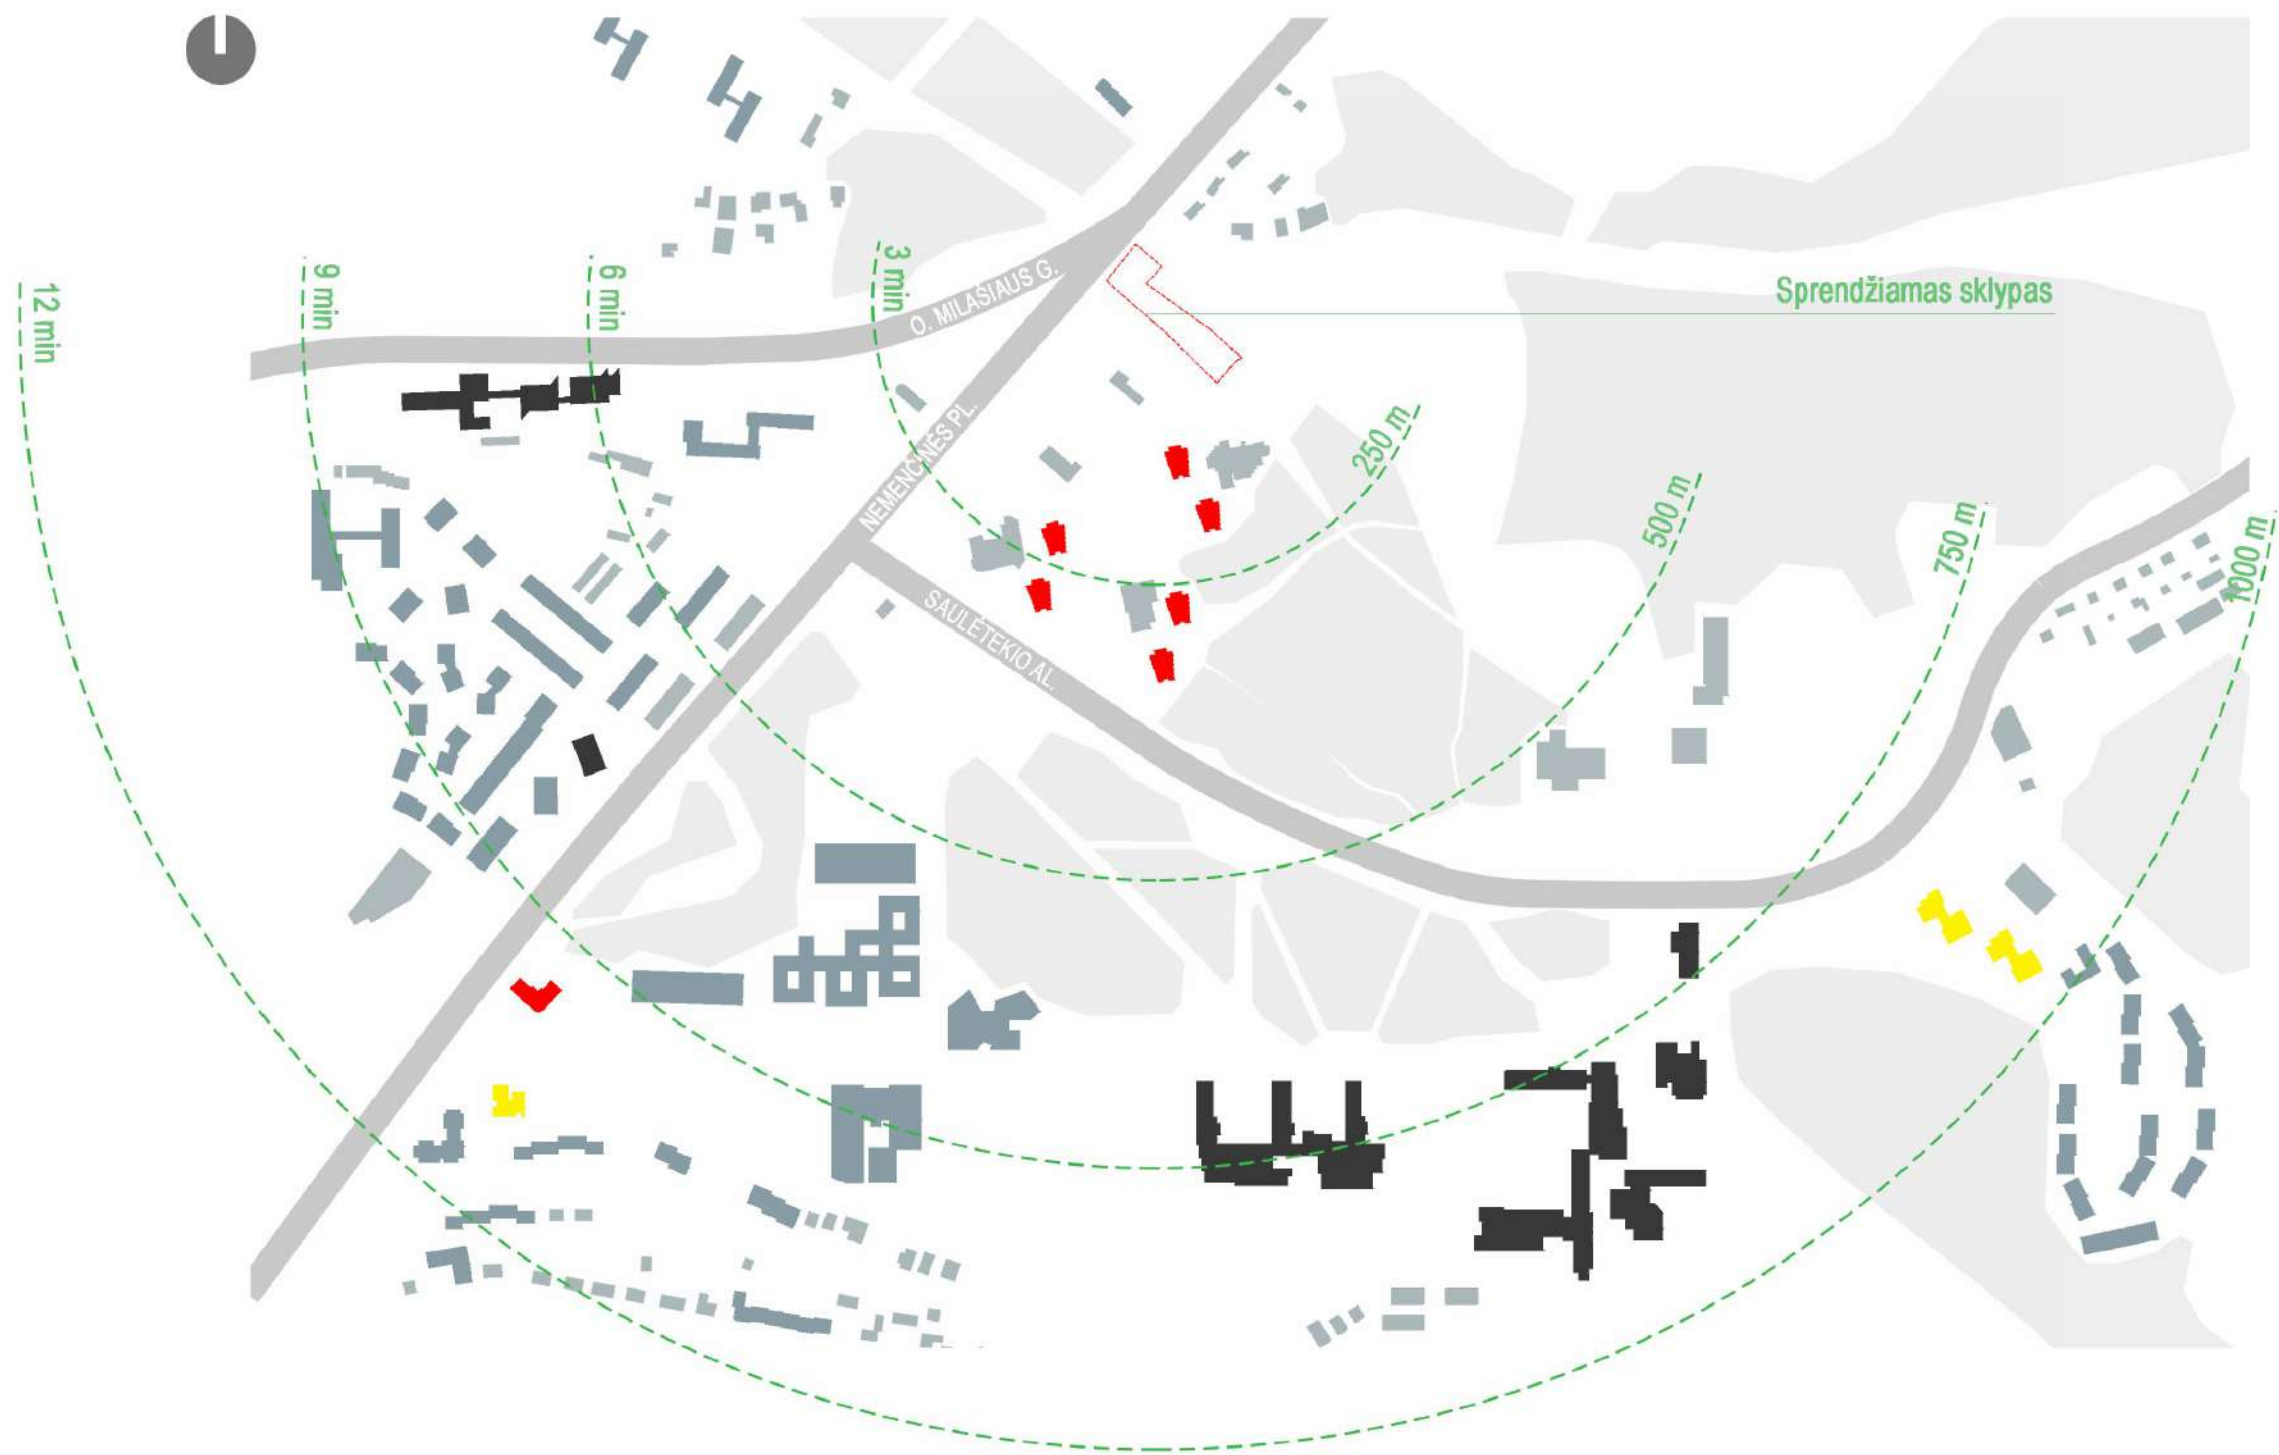 12 min
9 min
6 min
3 min
O. MILAŠIAUS G.
Sprendžiamas sklypas
NEMENČINĖS PL.
SAULĖTEKIO AL.
250 m
500 m
750 m
1000 m